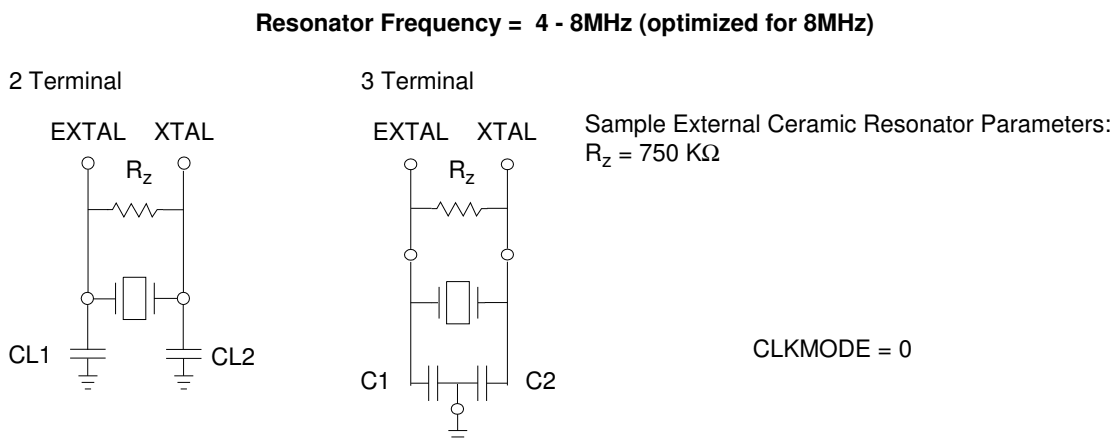 Resonator Frequency = 4 - 8MHz (optimized for 8MHz)
2 Terminal
3 Terminal
EXTAL XTAL
Rz
CL1
CL2
EXTAL XTAL
Rz
C1
C2
Sample External Ceramic Resonator Parameters:
Rz = 750 KΩ
CLKMODE = 0